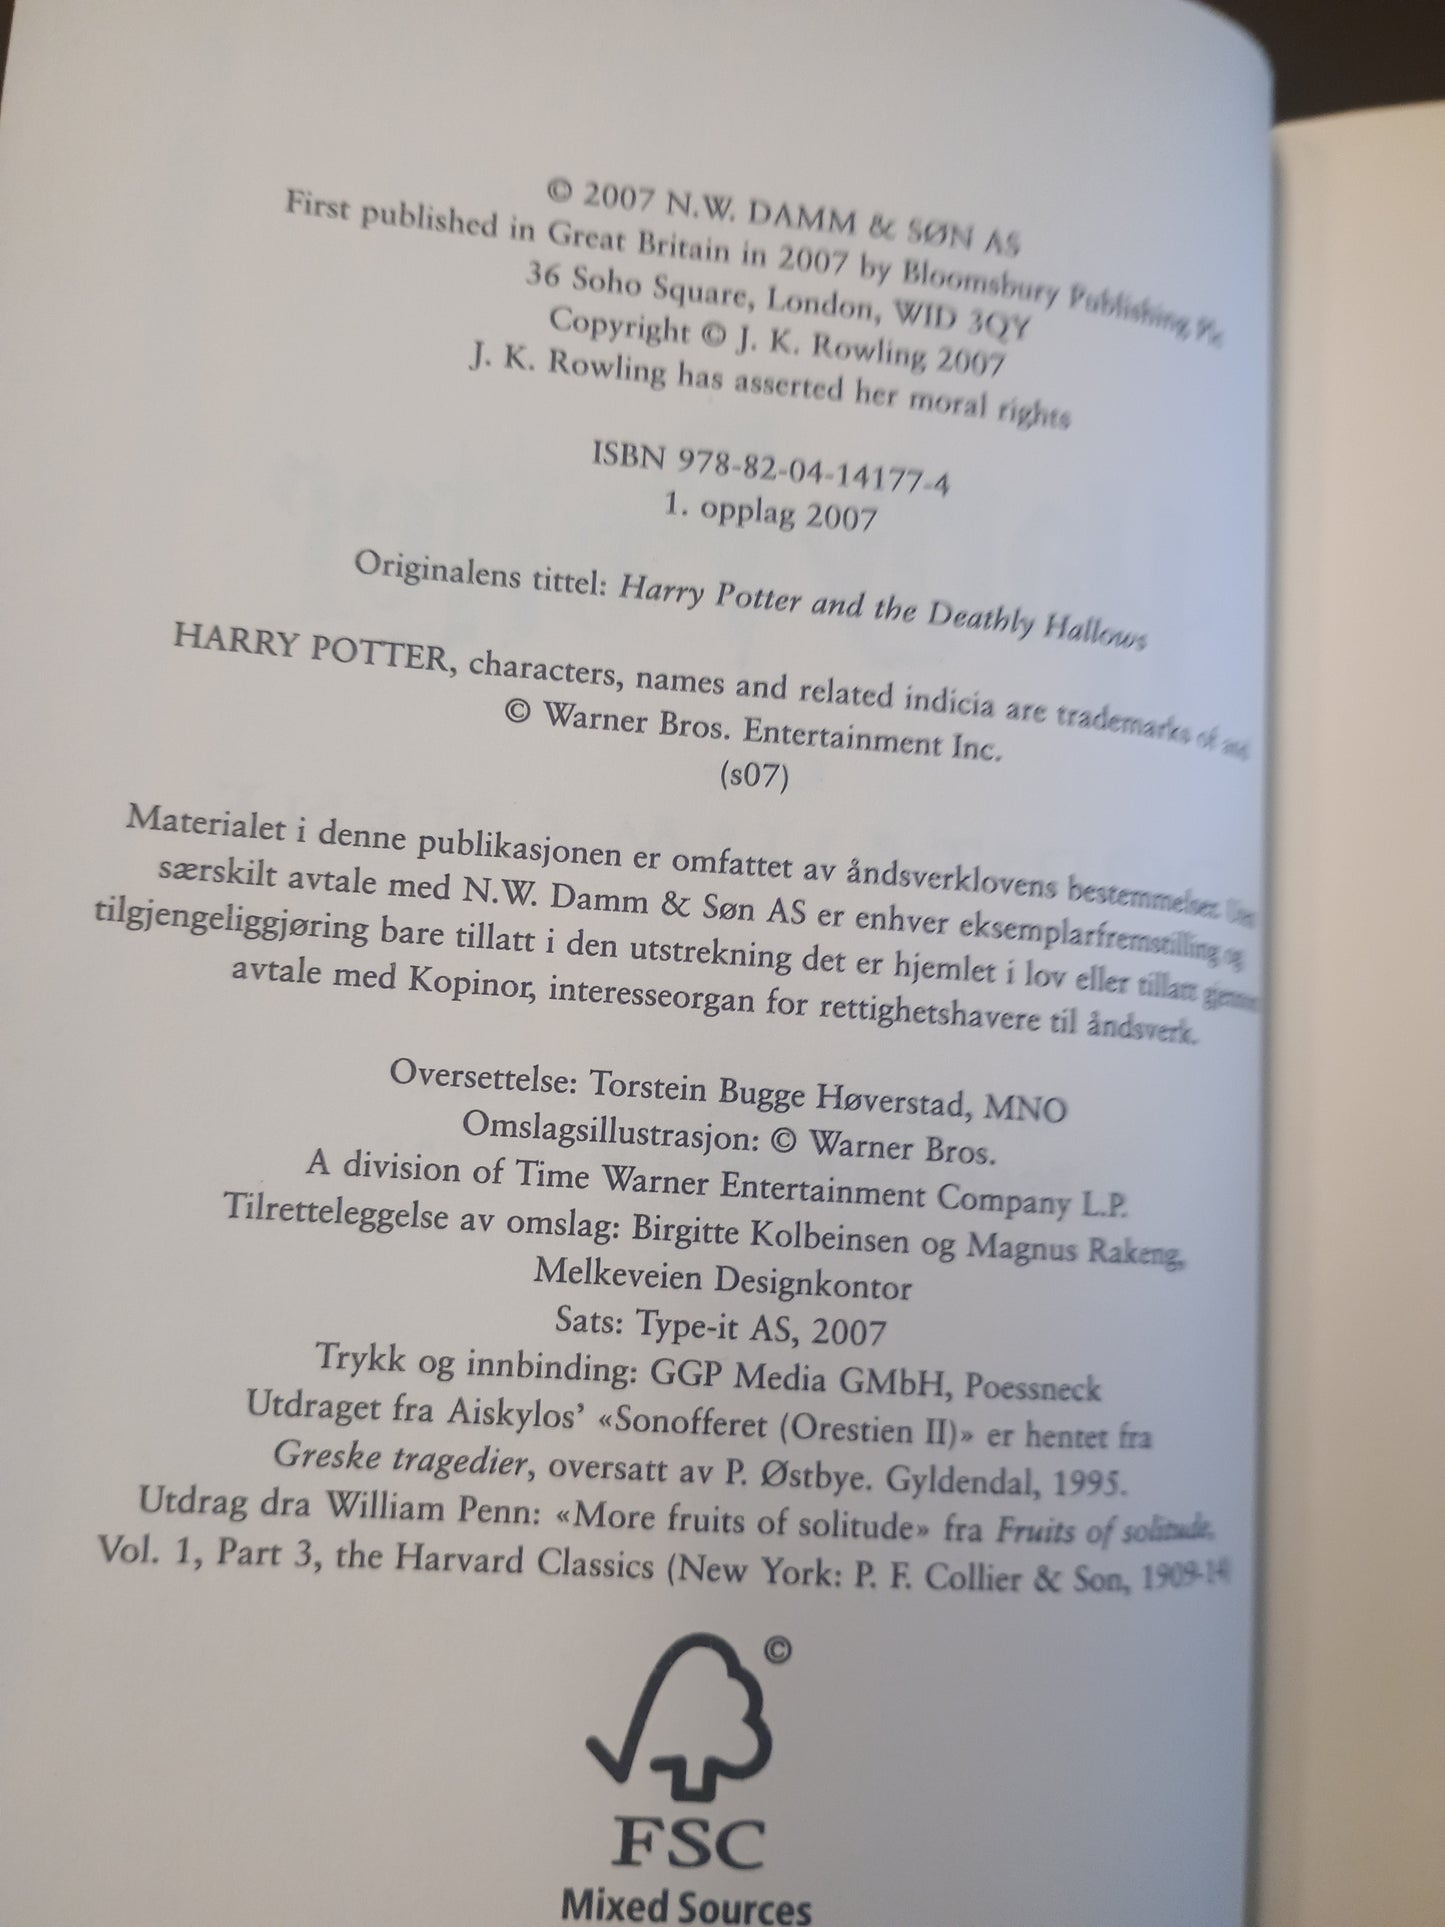 © 2007 N.W. DAMM & SØN AS
First published in Great Britain in 2007 by Bloomsbury Publishing Plc
36 Soho Square, London, WID 3QY
Copyright © J. K. Rowling 2007
J. K. Rowling has asserted her moral rights
ISBN 978-82-04-14177-4
1. opplag 2007
Originalens tittel: Harry Potter and the Deathly Hallows
HARRY POTTER, characters, names and related indicia are trademarks of and
© Warner Bros. Entertainment Inc.
(s07)
Materialet i denne publikasjonen er omfattet av åndsverklovens bestemmelser. Uten
særskilt avtale med N.W. Damm & Søn AS er enhver eksemplarfremstilling og
tilgjengeliggjøring bare tillatt i den utstrekning det er hjemlet i lov eller tillatt gjennom
avtale med Kopinor, interesseorgan for rettighetshavere til åndsverk.
Oversettelse: Torstein Bugge Høverstad, MNO
Omslagsillustrasjon: © Warner Bros.
A division of Time Warner Entertainment Company L.P.
Tilretteleggelse av omslag: Birgitte Kolbeinsen og Magnus Rakeng,
Melkeveien Designkontor
Sats: Type-it AS, 2007
Trykk og innbinding: GGP Media GMbH, Poessneck
Utdraget fra Aiskylos’ «Sonofferet (Orestien II)» er hentet fra
Greske tragedier, oversatt av P. Østbye. Gyldendal, 1995.
Utdrag dra William Penn: «More fruits of solitude» fra Fruits of solitude.
Vol. 1, Part 3, the Harvard Classics (New York: P. F. Collier & Son, 1909-14)
©
FSC
Mixed Sources